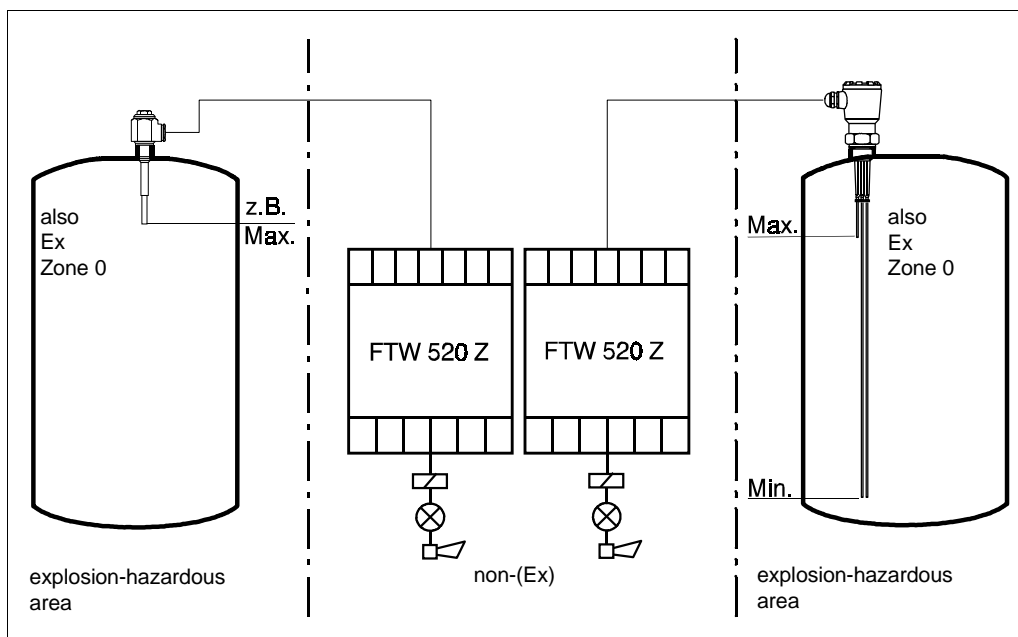 also
Ex
Zone 0
z.B.
Max.
FTW 520 Z
FTW 520 Z
Max.
also
Ex
Zone 0
Min.
explosion-hazardous
area
non-(Ex)
explosion-hazardous
area